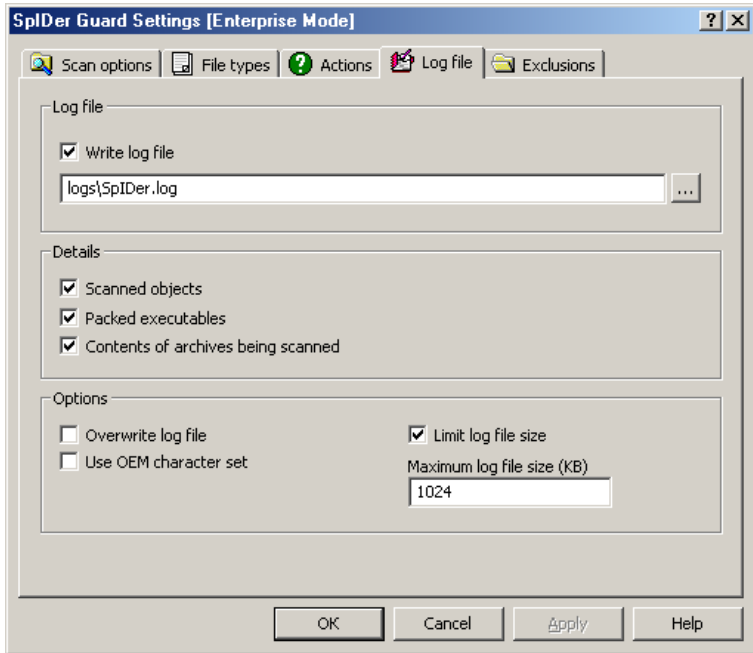 SpIDer Guard Settings [Enterprise Mode]
Scan options File types Actions Log file Exclusions
Log file
Write log file
logs\SpIDer.log
...
Details
Scanned objects
Packed executables
Contents of archives being scanned
Options
Overwrite log file Limit log file size
Use OEM character set Maximum log file size (KB)
1024
OK Cancel Apply Help